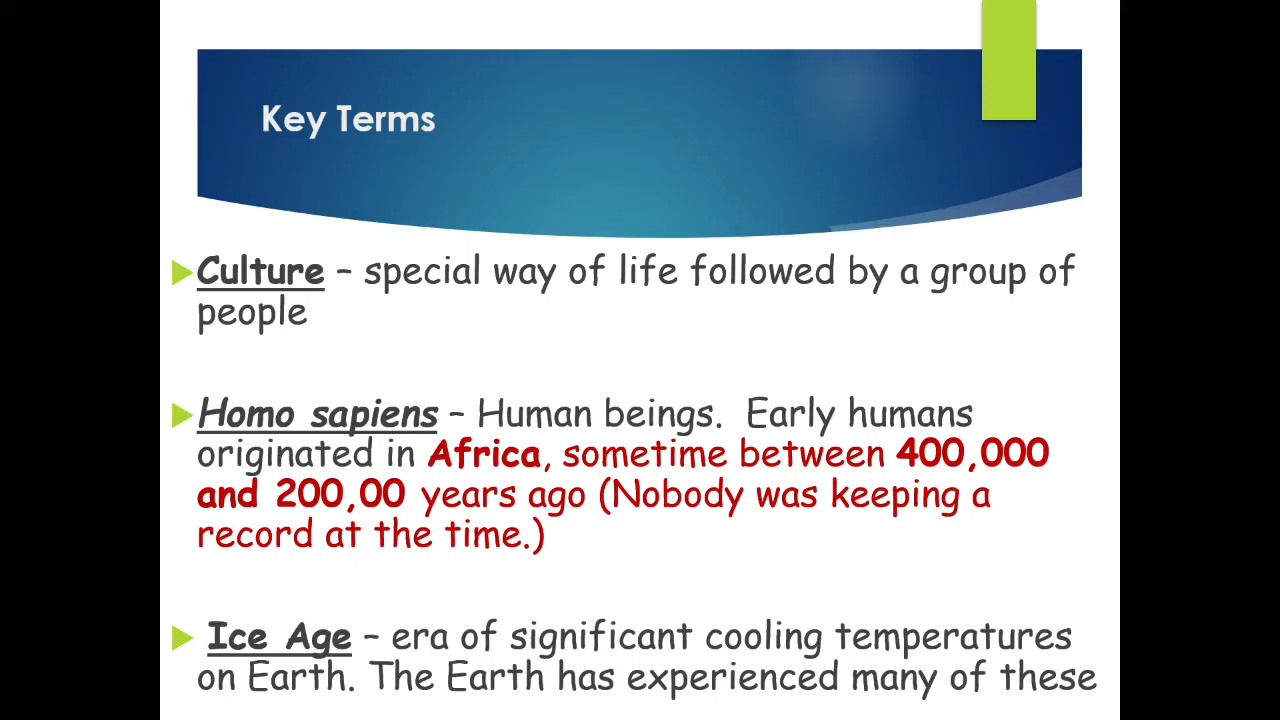 Key Terms
Culture – special way of life followed by a group of
people
Homo sapiens – Human beings.  Early humans
originated in Africa, sometime between 400,000
and 200,00 years ago (Nobody was keeping a
record at the time.)
Ice Age – era of significant cooling temperatures
on Earth. The Earth has experienced many of these